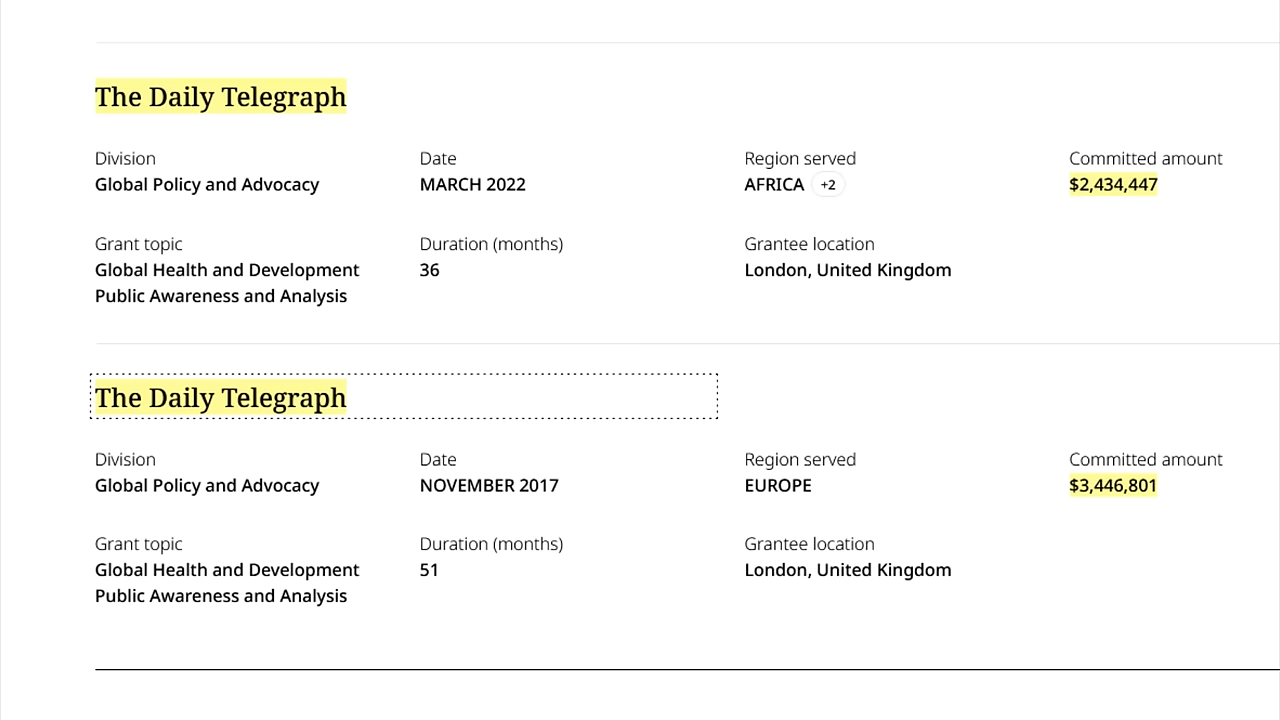 The Daily Telegraph
Division
Global Policy and Advocacy
Date
MARCH 2022
Region served
AFRICA +2
Committed amount
$2,434,447
Grant topic
Global Health and Development
Public Awareness and Analysis
Duration (months)
36
Grantee location
London, United Kingdom
The Daily Telegraph
Division
Global Policy and Advocacy
Date
NOVEMBER 2017
Region served
EUROPE
Committed amount
$3,446,801
Grant topic
Global Health and Development
Public Awareness and Analysis
Duration (months)
51
Grantee location
London, United Kingdom